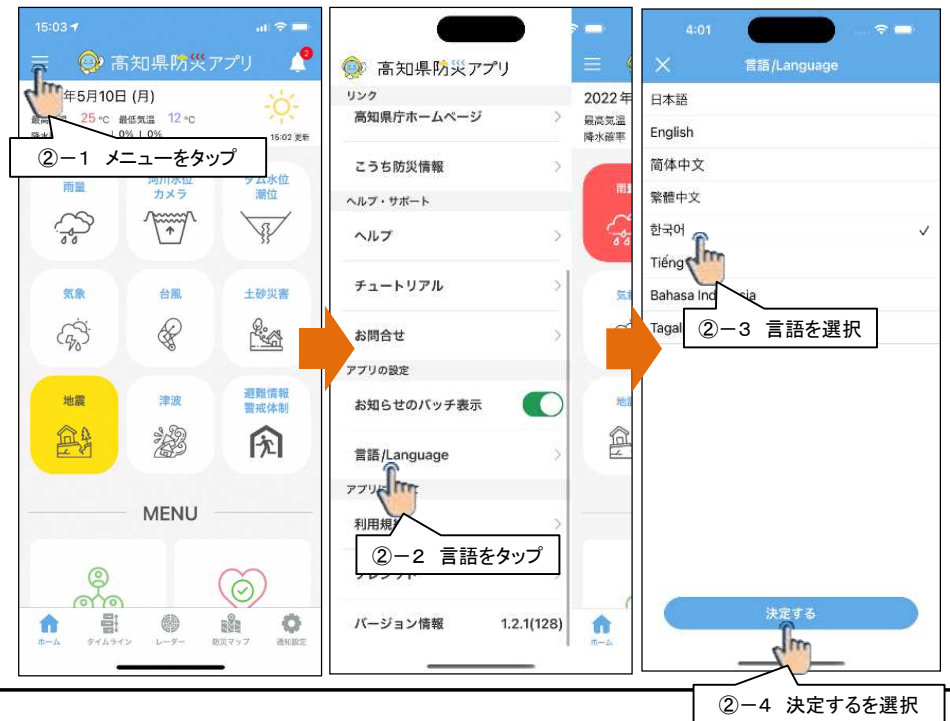 15:03
高知県防災アプリ
2
年5月10日 (月)
25 °C 最低気温 12 °C
0% | 0%
15:02 更新
②－1 メニューをタップ
雨量
河川水位
カメラ
ダム水位
潮位
気象
台風
土砂災害
地震
津波
避難情報
警戒体制
MENU
ホーム
タイムライン
レーダー
防災マップ
通知設定
高知県防災アプリ
リンク
高知県庁ホームページ
こうち防災情報
ヘルプ・サポート
ヘルプ
チュートリアル
お問合せ
アプリの設定
お知らせのバッチ表示
言語/Language
アプリに
利用規
②－2 言語をタップ
バージョン情報 1.2.1(128)
2022年
最高気温
降水確率
ホーム
4:01
言語/Language
日本語
English
简体中文
繁體中文
한국어
Tiếng
Bahasa Indonesia
Tagal
②－3 言語を選択
決定する
②－4 決定するを選択